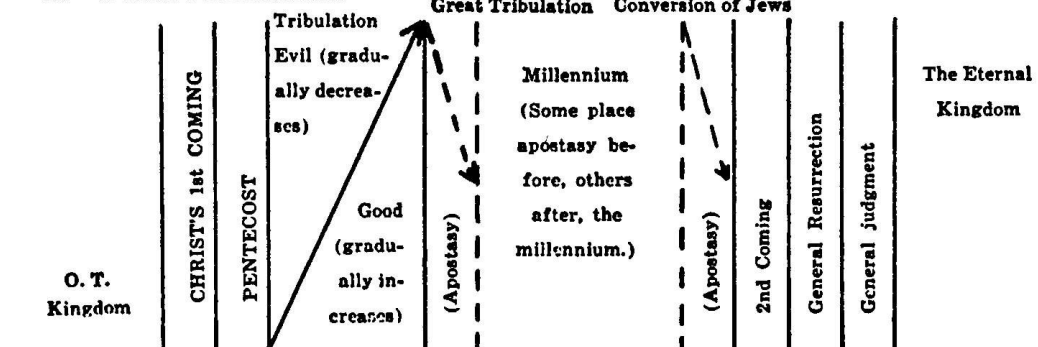 Great Tribulation Conversion of Jews
Tribulation
Evil (gradu-
ally decrea-
ses)
Good
(gradu-
ally in-
creases)
O. T.
Kingdom
CHRIST'S 1st COMING
PENTECOST
(Apostasy)
Millennium
(Some place
apostasy be-
fore, others
after, the
millennium.)
(Apostasy)
2nd Coming
General Resurrection
General judgment
The Eternal
Kingdom